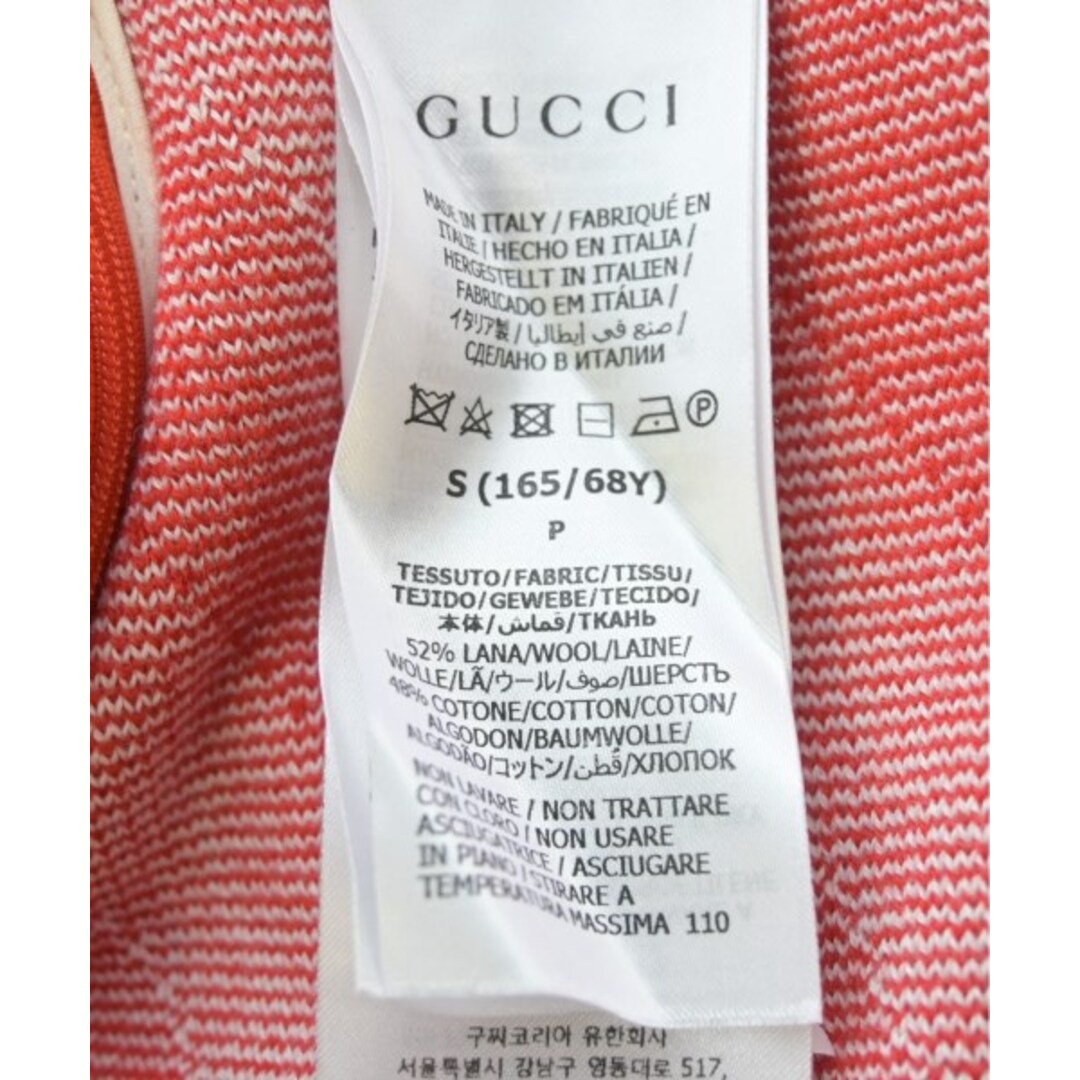 GUCCI
MADE IN ITALY / FABRIQUÉ EN
ITALIE / HECHO EN ITALIA /
HERGESTELLT IN ITALIEN /
FABRICADO EM ITÁLIA /
イタリア製 / صنع في إيطاليا /
СДЕЛАНО В ИТАЛИИ
P
S (165/68Y)
P
TESSUTO/FABRIC/TISSU/
TEJIDO/GEWEBE/TECIDO/
本体/قماش/ТКАНЬ
52% LANA/WOOL/LAINE/
WOLLE/LÃ/ウール/صوف/ШЕРСТЬ
48% COTONE/COTTON/COTON/
ALGODON/BAUMWOLLE/
ALGODÃO/コットン/قُطن/ХЛОПОК
NON LAVARE / NON TRATTARE
CON CLORO / NON USARE
ASCIUGATRICE / ASCIUGARE
IN PIANO / STIRARE A
TEMPERATURA MASSIMA 110
구찌코리아 유한회사
서울특별시 강남구 영동대로 517,